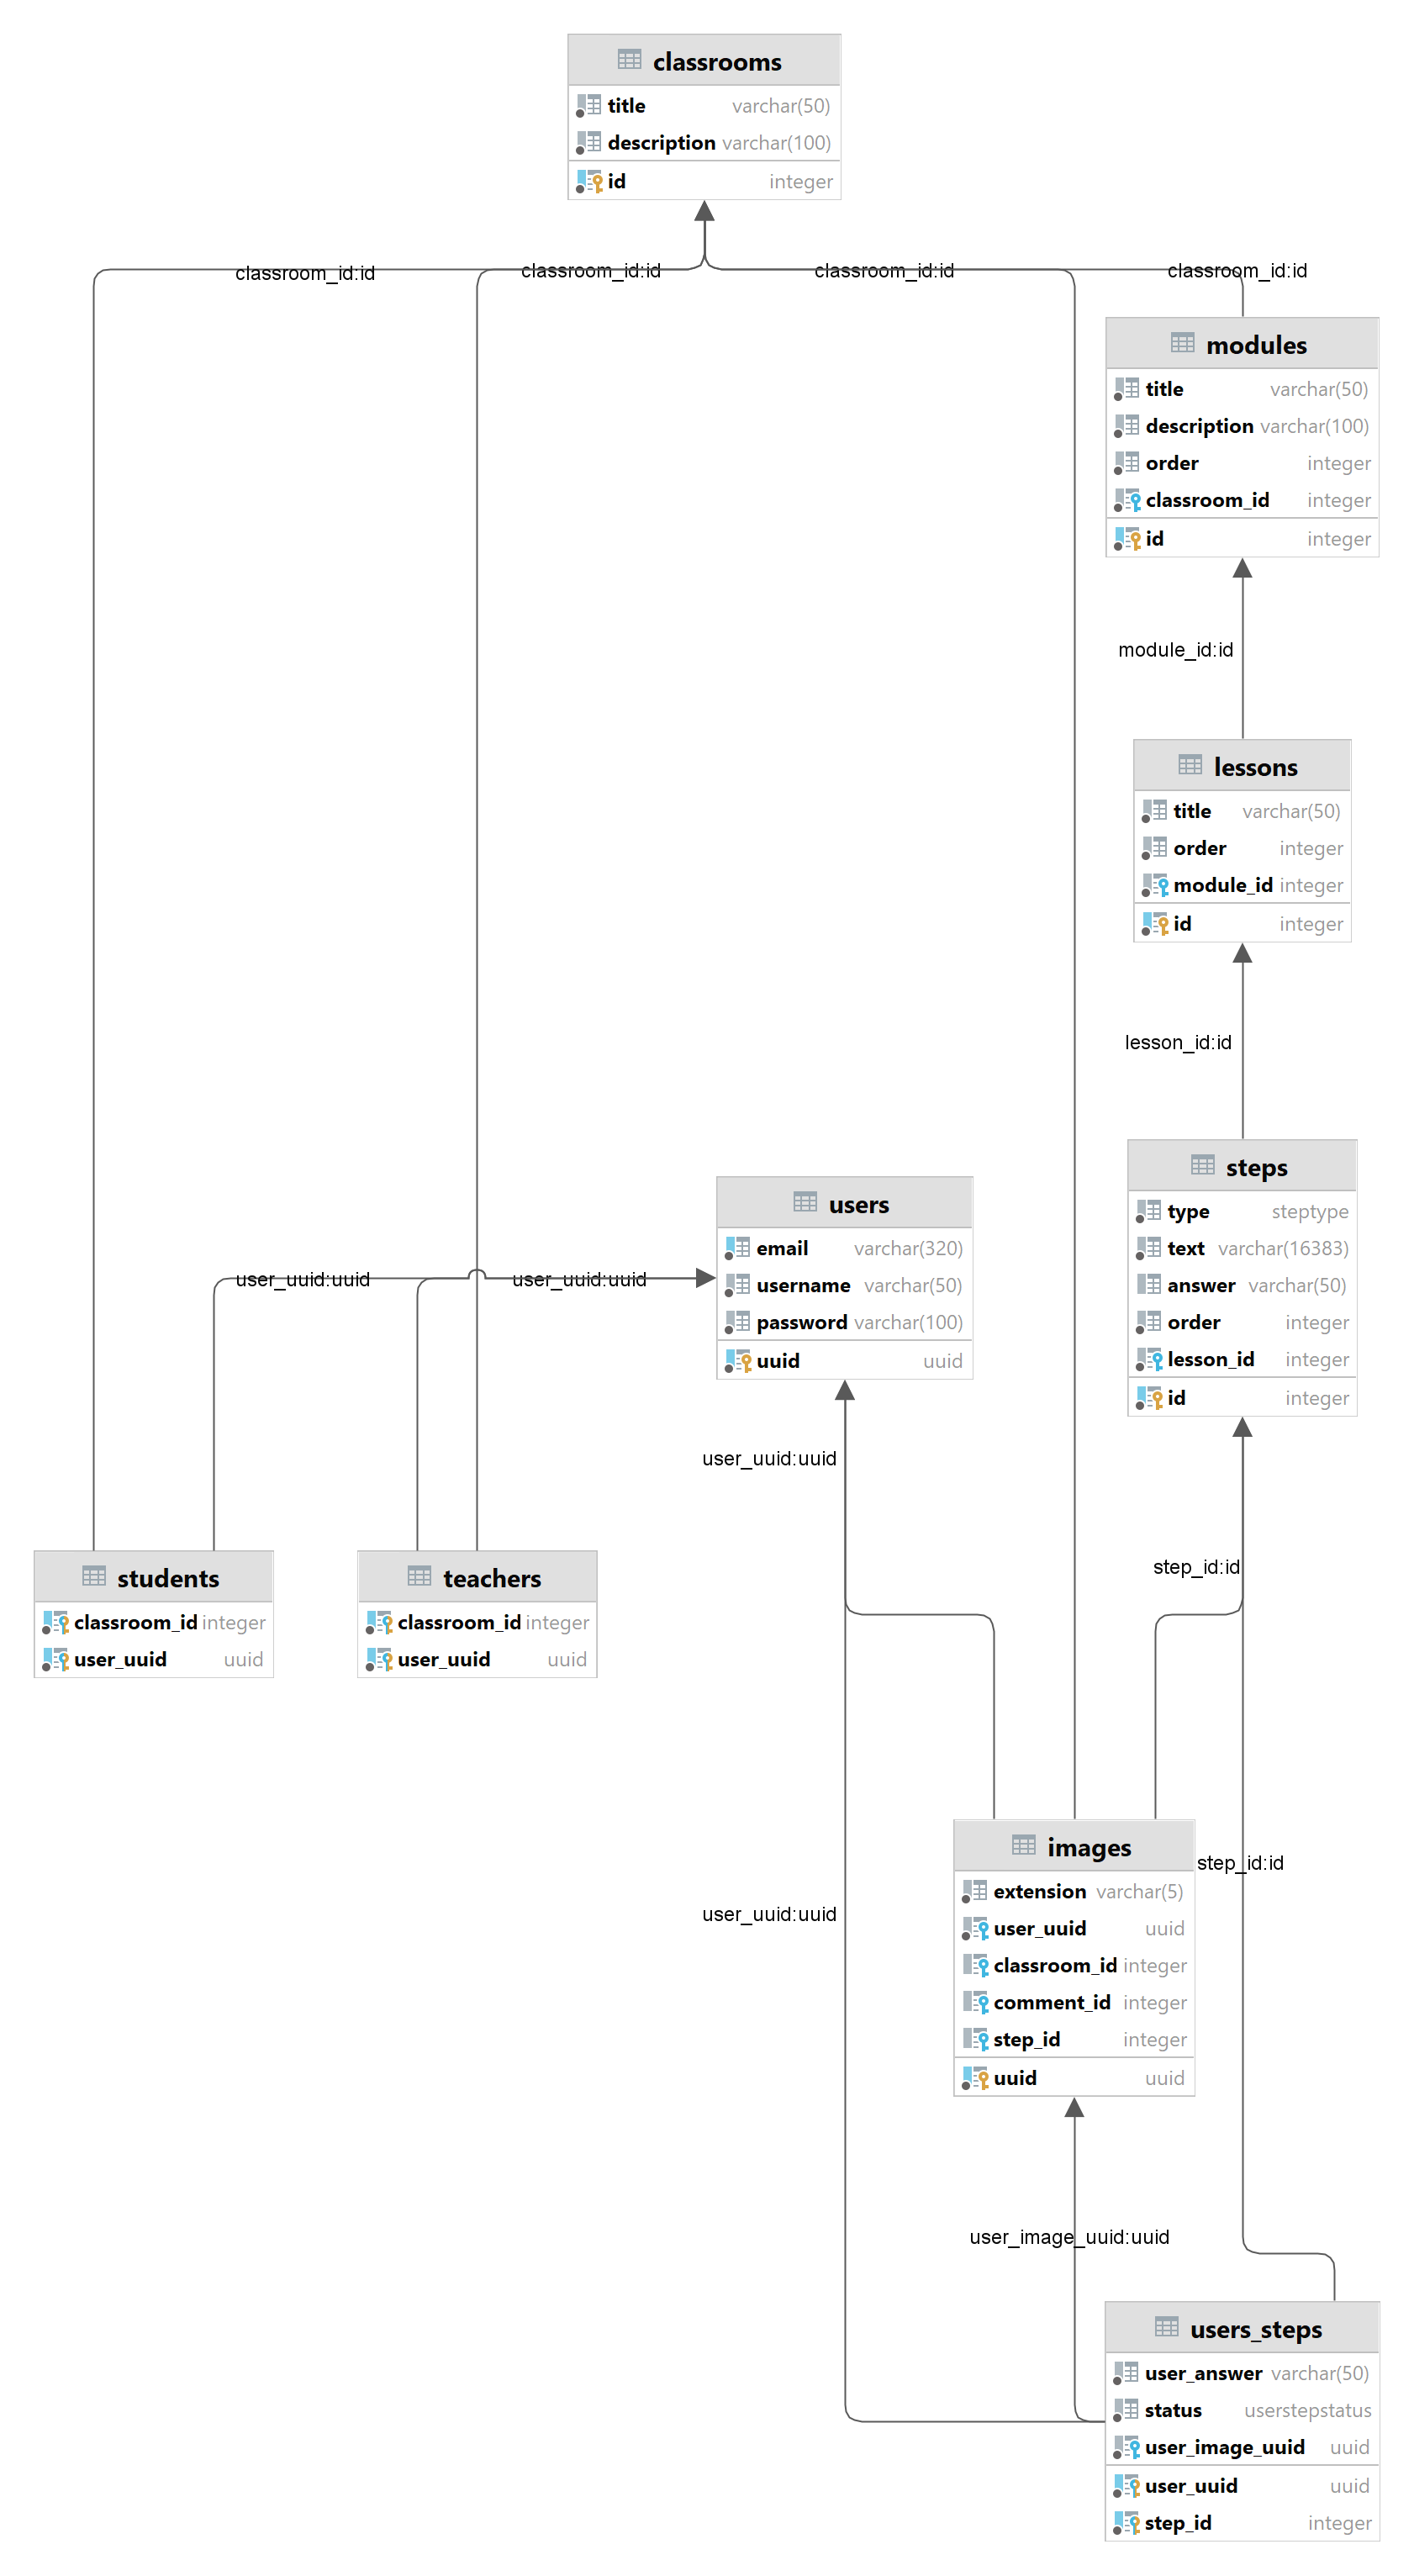 classrooms
title varchar(50)
description varchar(100)
id integer
classroom_id:id
classroom_id:id
classroom_id:id
classroom_id:id
modules
title varchar(50)
description varchar(100)
order integer
classroom_id integer
id integer
module_id:id
lessons
title varchar(50)
order integer
module_id integer
id integer
lesson_id:id
steps
type steptype
text varchar(16383)
answer varchar(50)
order integer
lesson_id integer
id integer
users
email varchar(320)
username varchar(50)
password varchar(100)
uuid uuid
user_uuid:uuid
user_uuid:uuid
user_uuid:uuid
step_id:id
students
classroom_id integer
user_uuid uuid
teachers
classroom_id integer
user_uuid uuid
images
extension varchar(5)
user_uuid uuid
classroom_id integer
comment_id integer
step_id integer
uuid uuid
step_id:id
user_uuid:uuid
user_image_uuid:uuid
users_steps
user_answer varchar(50)
status userstepstatus
user_image_uuid uuid
user_uuid uuid
step_id integer